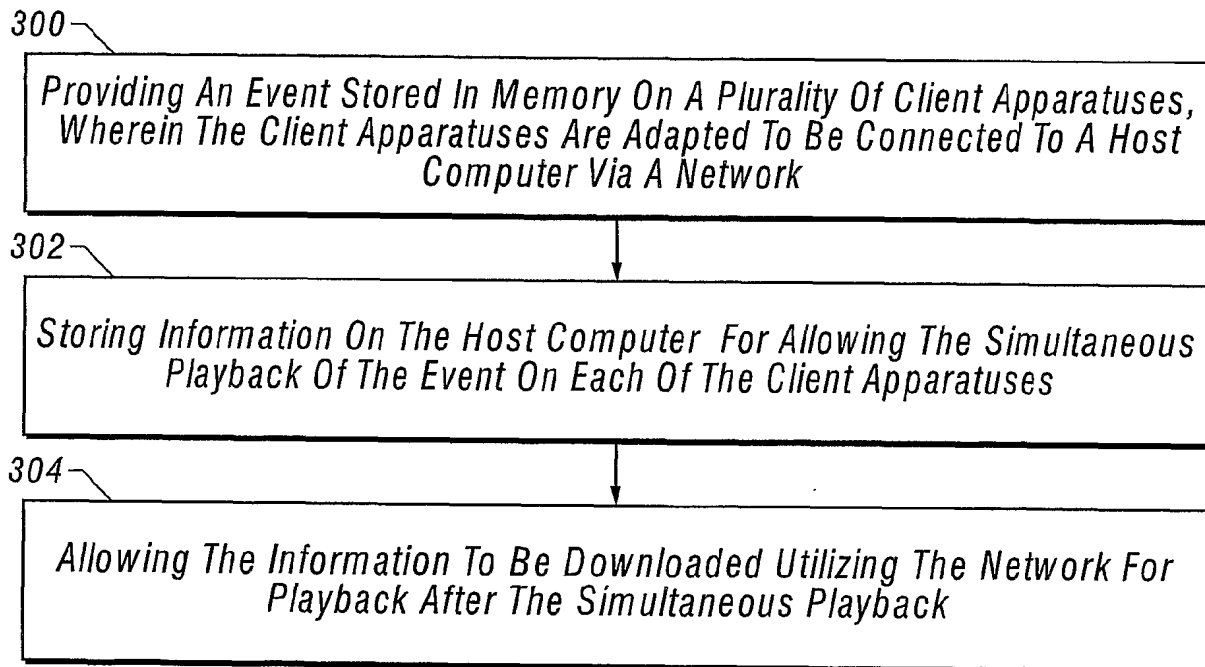 300
Providing An Event Stored In Memory On A Plurality Of Client Apparatuses,
Wherein The Client Apparatuses Are Adapted To Be Connected To A Host
Computer Via A Network
302
Storing Information On The Host Computer For Allowing The Simultaneous
Playback Of The Event On Each Of The Client Apparatuses
304
Allowing The Information To Be Downloaded Utilizing The Network For
Playback After The Simultaneous Playback